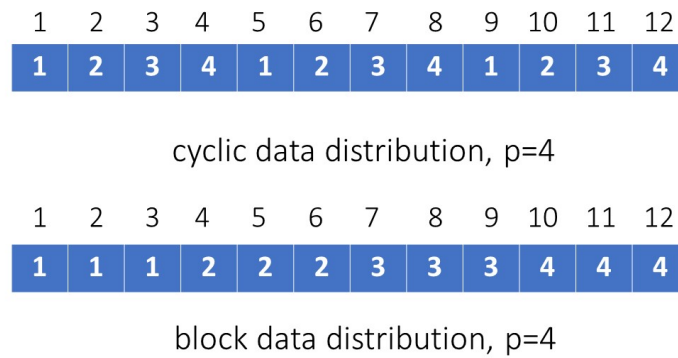 1 2 3 4 5 6 7 8 9 10 11 12
1 2 3 4 1 2 3 4 1 2 3 4
cyclic data distribution, p=4
1 2 3 4 5 6 7 8 9 10 11 12
1 1 1 2 2 2 3 3 3 4 4 4
block data distribution, p=4